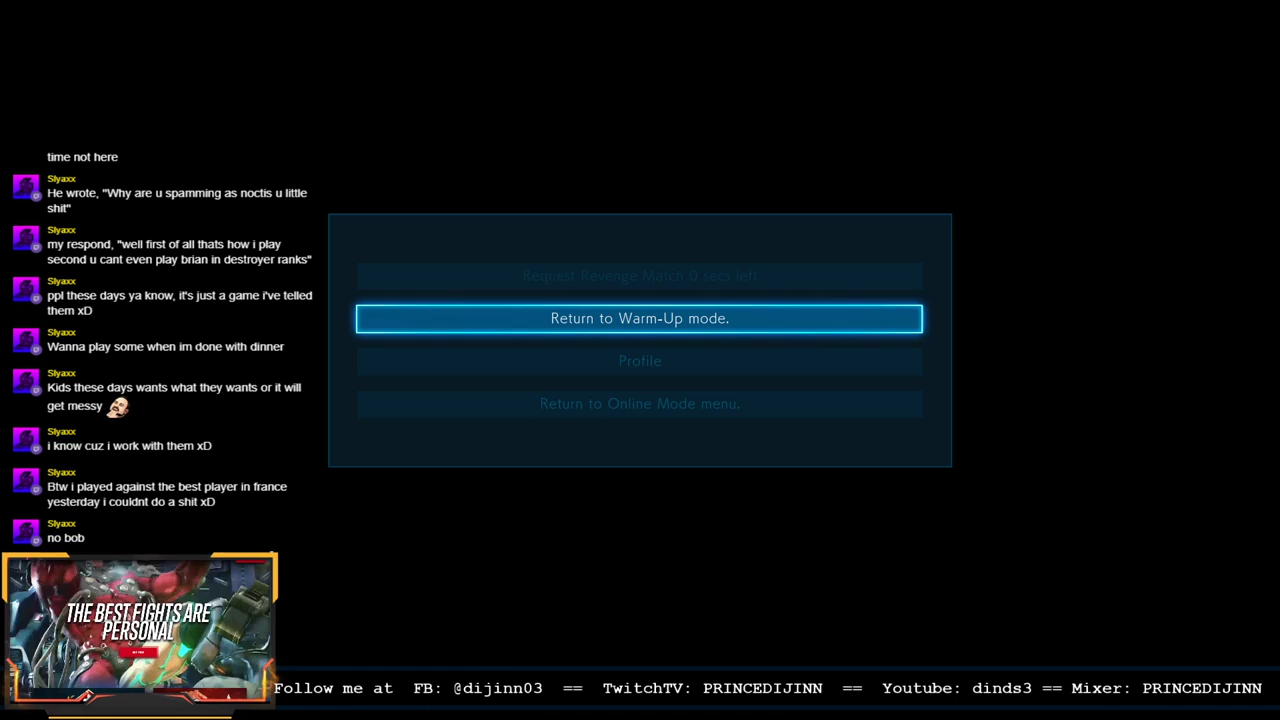 time not here
Slyaxx
He wrote, "Why are u spamming as noctis u little
shit"
Slyaxx
my respond, "well first of all thats how i play
second u cant even play brian in destroyer ranks"
Slyaxx
ppl these days ya know, it's just a game i've telled
them xD
Slyaxx
Wanna play some when im done with dinner
Slyaxx
Kids these days wants what they wants or it will
get messy
Slyaxx
i know cuz i work with them xD
Slyaxx
Btw i played against the best player in france
yesterday i couldnt do a shit xD
Slyaxx
no bob
Request Revenge Match 0 secs left
Return to Warm-Up mode.
Profile
Return to Online Mode menu.
THE BEST FIGHTS ARE
PERSONAL
Follow me at FB: @dijinn03 == TwitchTV: PRINCEDIJINN == Youtube: dinds3 == Mixer: PRINCEDIJINN